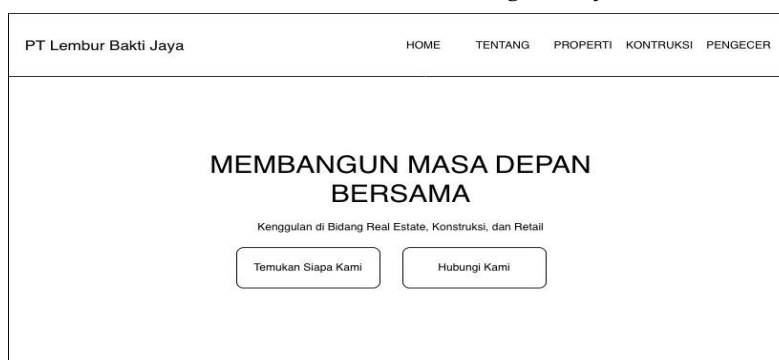 PT Lembur Bakti Jaya
HOME TENTANG PROPERTI KONTRUKSI PENGECER
MEMBANGUN MASA DEPAN
BERSAMA
Kenggulan di Bidang Real Estate, Konstruksi, dan Retail
Temukan Siapa Kami
Hubungi Kami